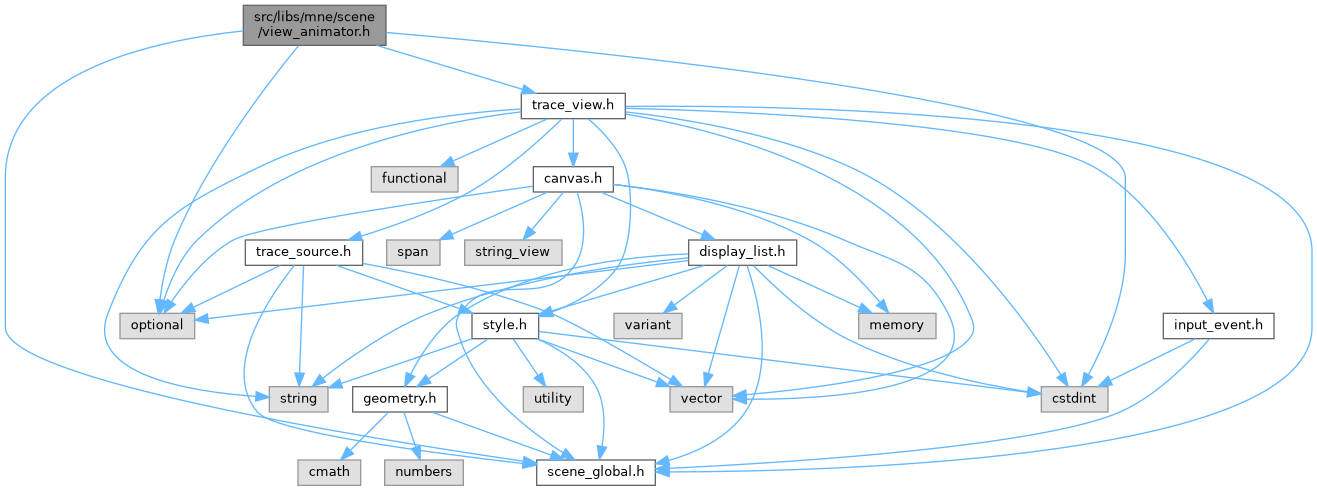 src/libs/mne/scene
/view_animator.h
trace_view.h
functional
canvas.h
trace_source.h
span
string_view
display_list.h
optional
style.h
variant
memory
input_event.h
string
geometry.h
utility
vector
cstdint
cmath
numbers
scene_global.h